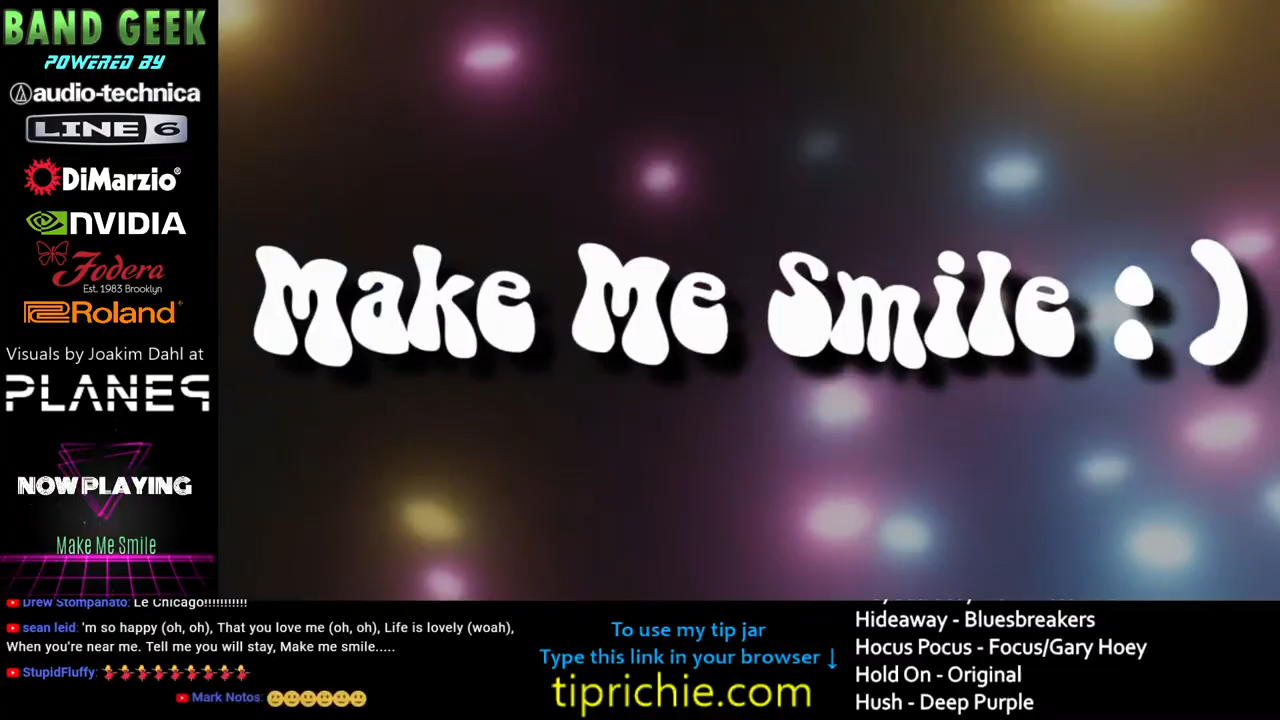 BAND GEEK
POWERED BY
audio-technica
LINE 6
DiMarzio®
NVIDIA
Fodera
Est. 1983 Brooklyn
Roland
Visuals by Joakim Dahl at
PLANE9
NOW PLAYING
Make Me Smile
Make Me Smile : )
Drew Stompanato: Le Chicago!!!!!!!!!!!
sean leid: 'm so happy (oh, oh), That you love me (oh, oh), Life is lovely (woah),
When you're near me. Tell me you will stay, Make me smile.....
StupidFluffy:
Mark Notos:
To use my tip jar
Type this link in your browser ↓
tiprichie.com
Hideaway - Bluesbreakers
Hocus Pocus - Focus/Gary Hoey
Hold On - Original
Hush - Deep Purple